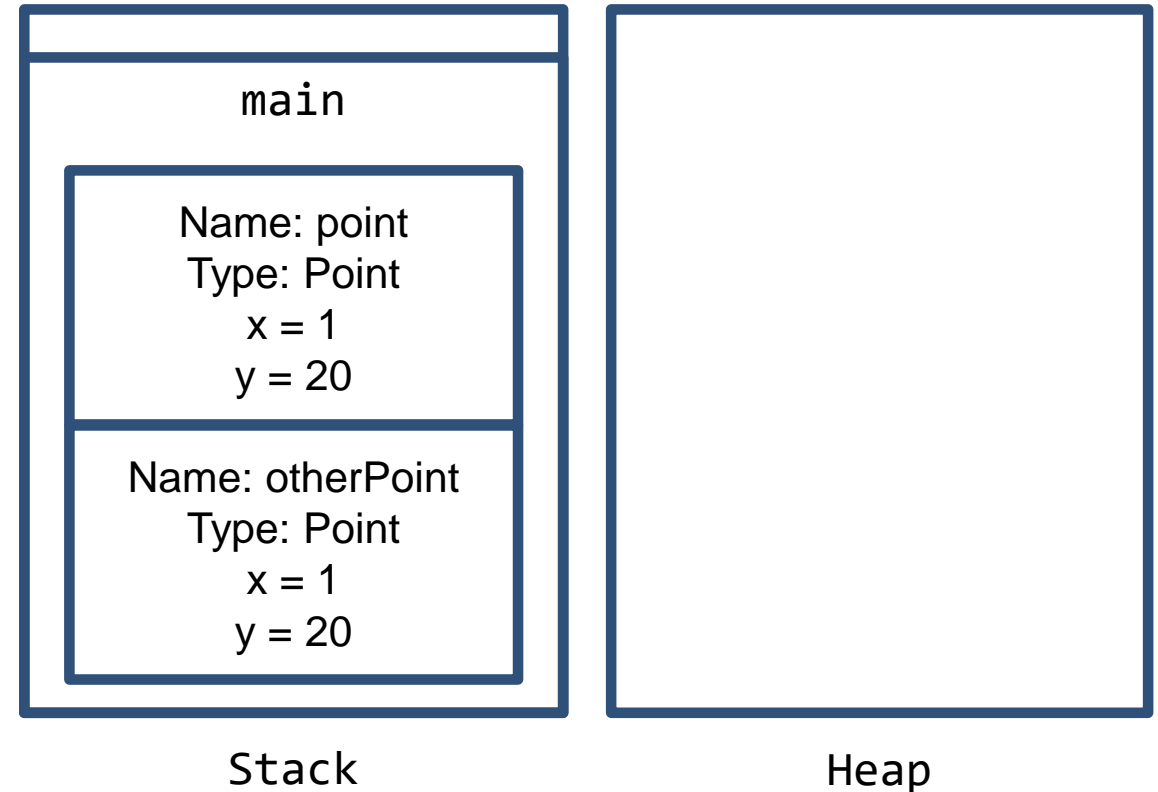 main
Name: point
Type: Point
x = 1
y = 20
Name: otherPoint
Type: Point
x = 1
y = 20
Stack
Heap